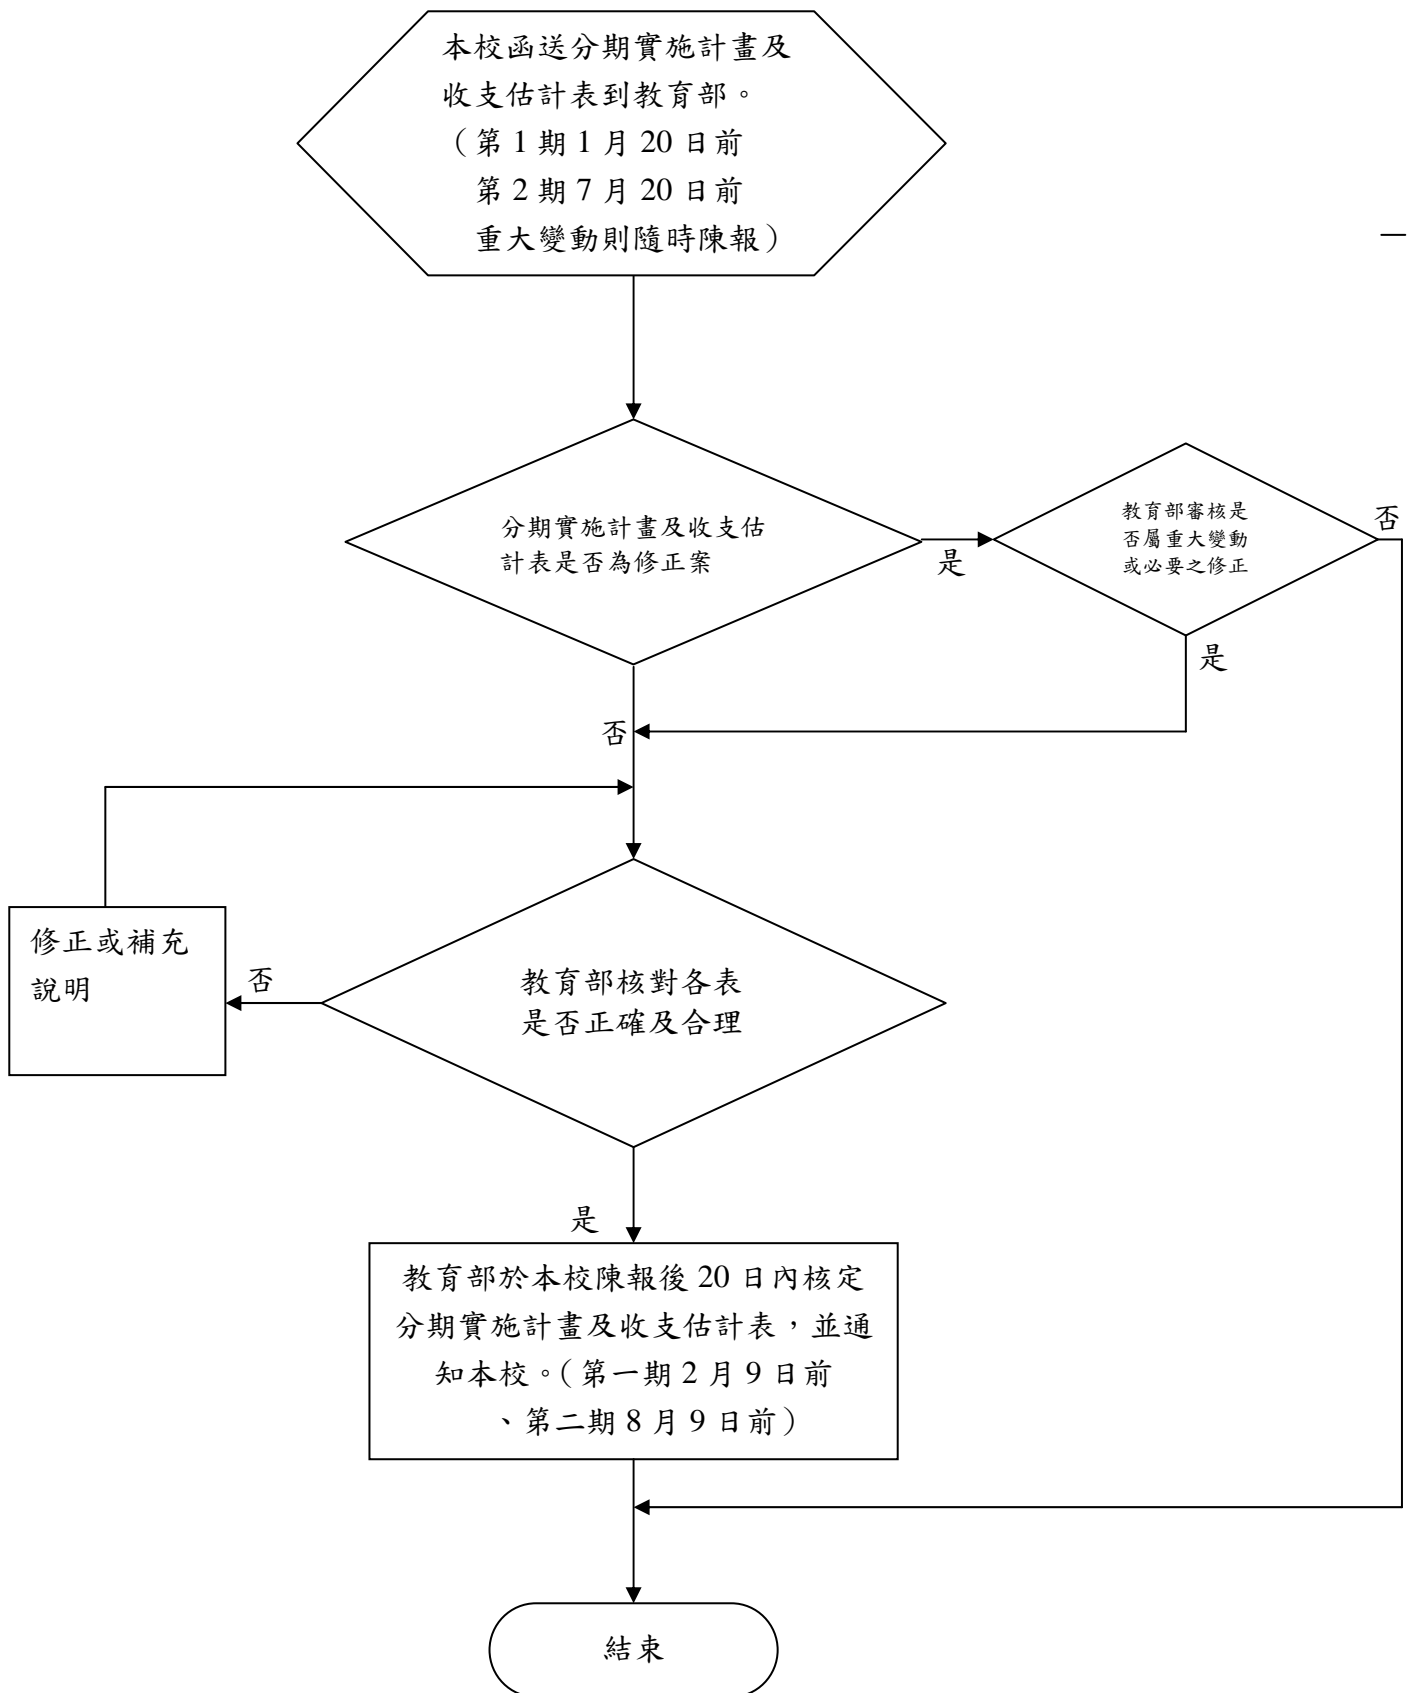 本校函送分期實施計畫及
收支估計表到教育部。
（第1期1月20日前
第2期7月20日前
重大變動則隨時陳報）
分期實施計畫及收支估
計表是否為修正案
是
教育部審核是
否屬重大變動
或必要之修正
否
是
否
修正或補充
說明
否
教育部核對各表
是否正確及合理
是
教育部於本校陳報後20日內核定
分期實施計畫及收支估計表，並通
知本校。（第一期2月9日前
、第二期8月9日前）
結束